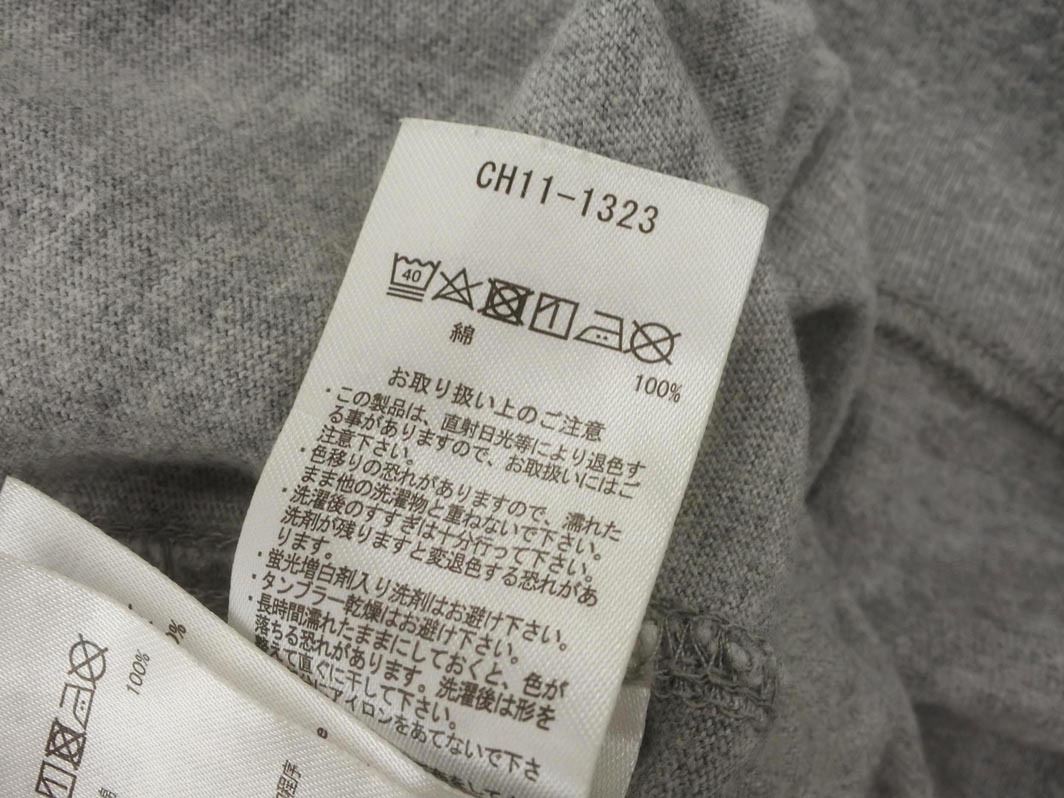 CH11-1323
40
綿
100%
お取り扱い上のご注意
・この製品は、直射日光等により退色す
る事がありますので、お取扱いにはご
注意下さい。
・色移りの恐れがありますので、濡れた
まま他の洗濯物と重ねないで下さい。
・洗濯後のすすぎは十分行って下さい。
洗剤が残りますと変退色する恐れがあ
ります。
・蛍光増白剤入り洗剤はお避け下さい。
・タンブラー乾燥はお避け下さい。
・長時間濡れたままにしておくと、色が
落ちる恐れがあります。洗濯後は形を
えて直ぐに干して下さい。
にアイロンをあてないで下さ
100%